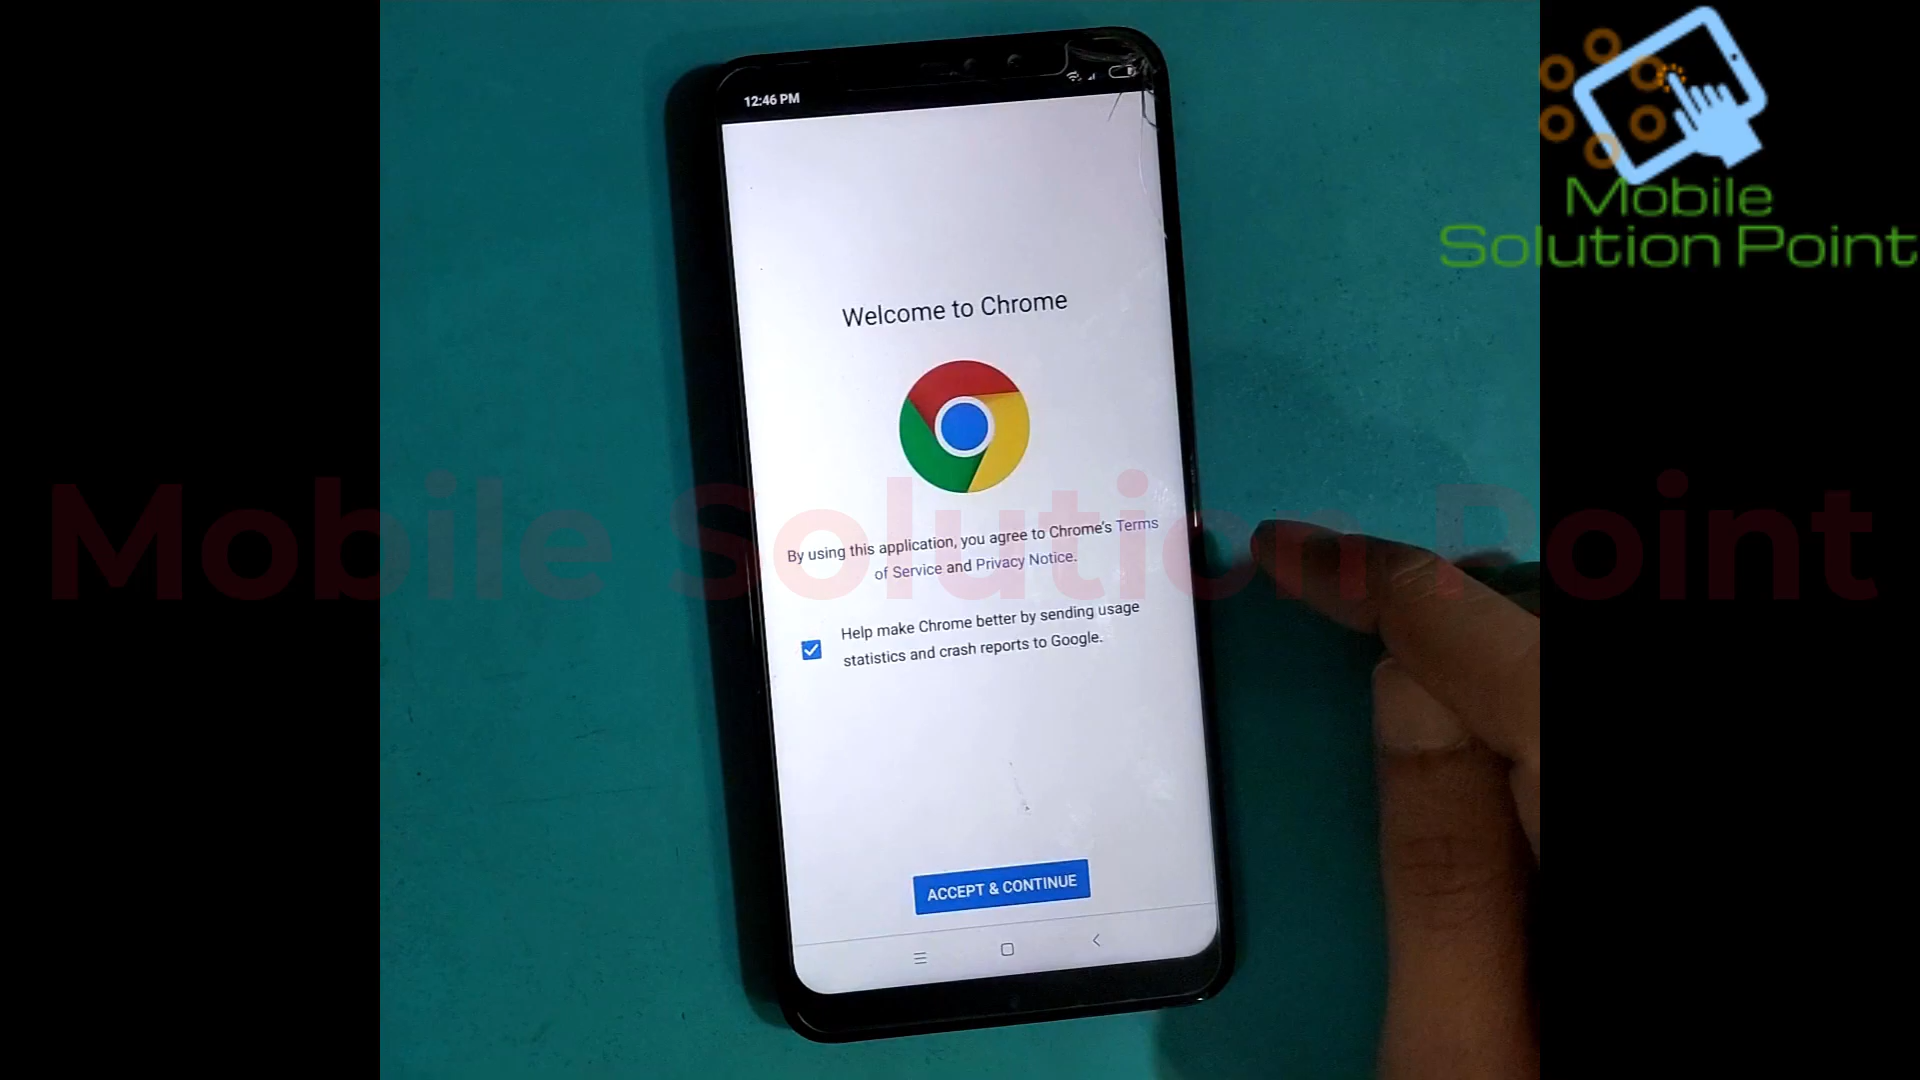 12:46 PM
Mobile
Solution Point
Welcome to Chrome
Mobile Solution Point
By using this application, you agree to Chrome's Terms
of Service and Privacy Notice.
Help make Chrome better by sending usage
statistics and crash reports to Google.
ACCEPT & CONTINUE